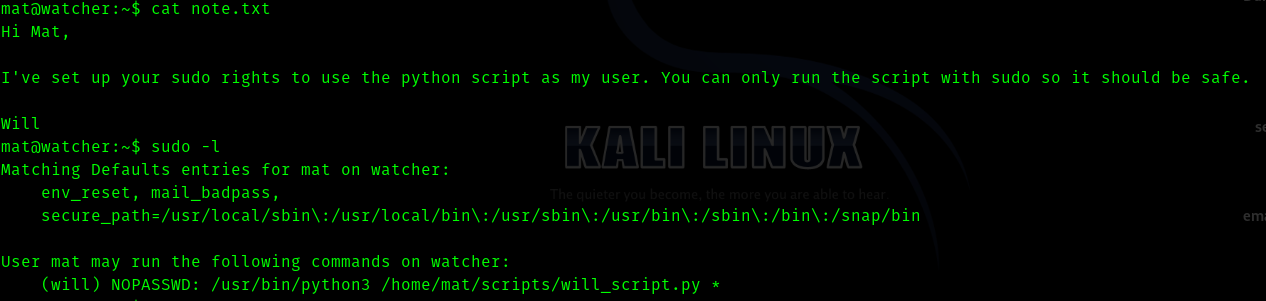 mat@watcher:~$ cat note.txt
Hi Mat,
I've set up your sudo rights to use the python script as my user. You can only run the script with sudo so it should be safe.
Will
mat@watcher:~$ sudo -l
Matching Defaults entries for mat on watcher:
    env_reset, mail_badpass,
    secure_path=/usr/local/sbin\:/usr/local/bin\:/usr/sbin\:/usr/bin\:/sbin\:/bin\:/snap/bin
User mat may run the following commands on watcher:
    (will) NOPASSWD: /usr/bin/python3 /home/mat/scripts/will_script.py *
KALI LINUX
The quieter you become, the more you are able to hear